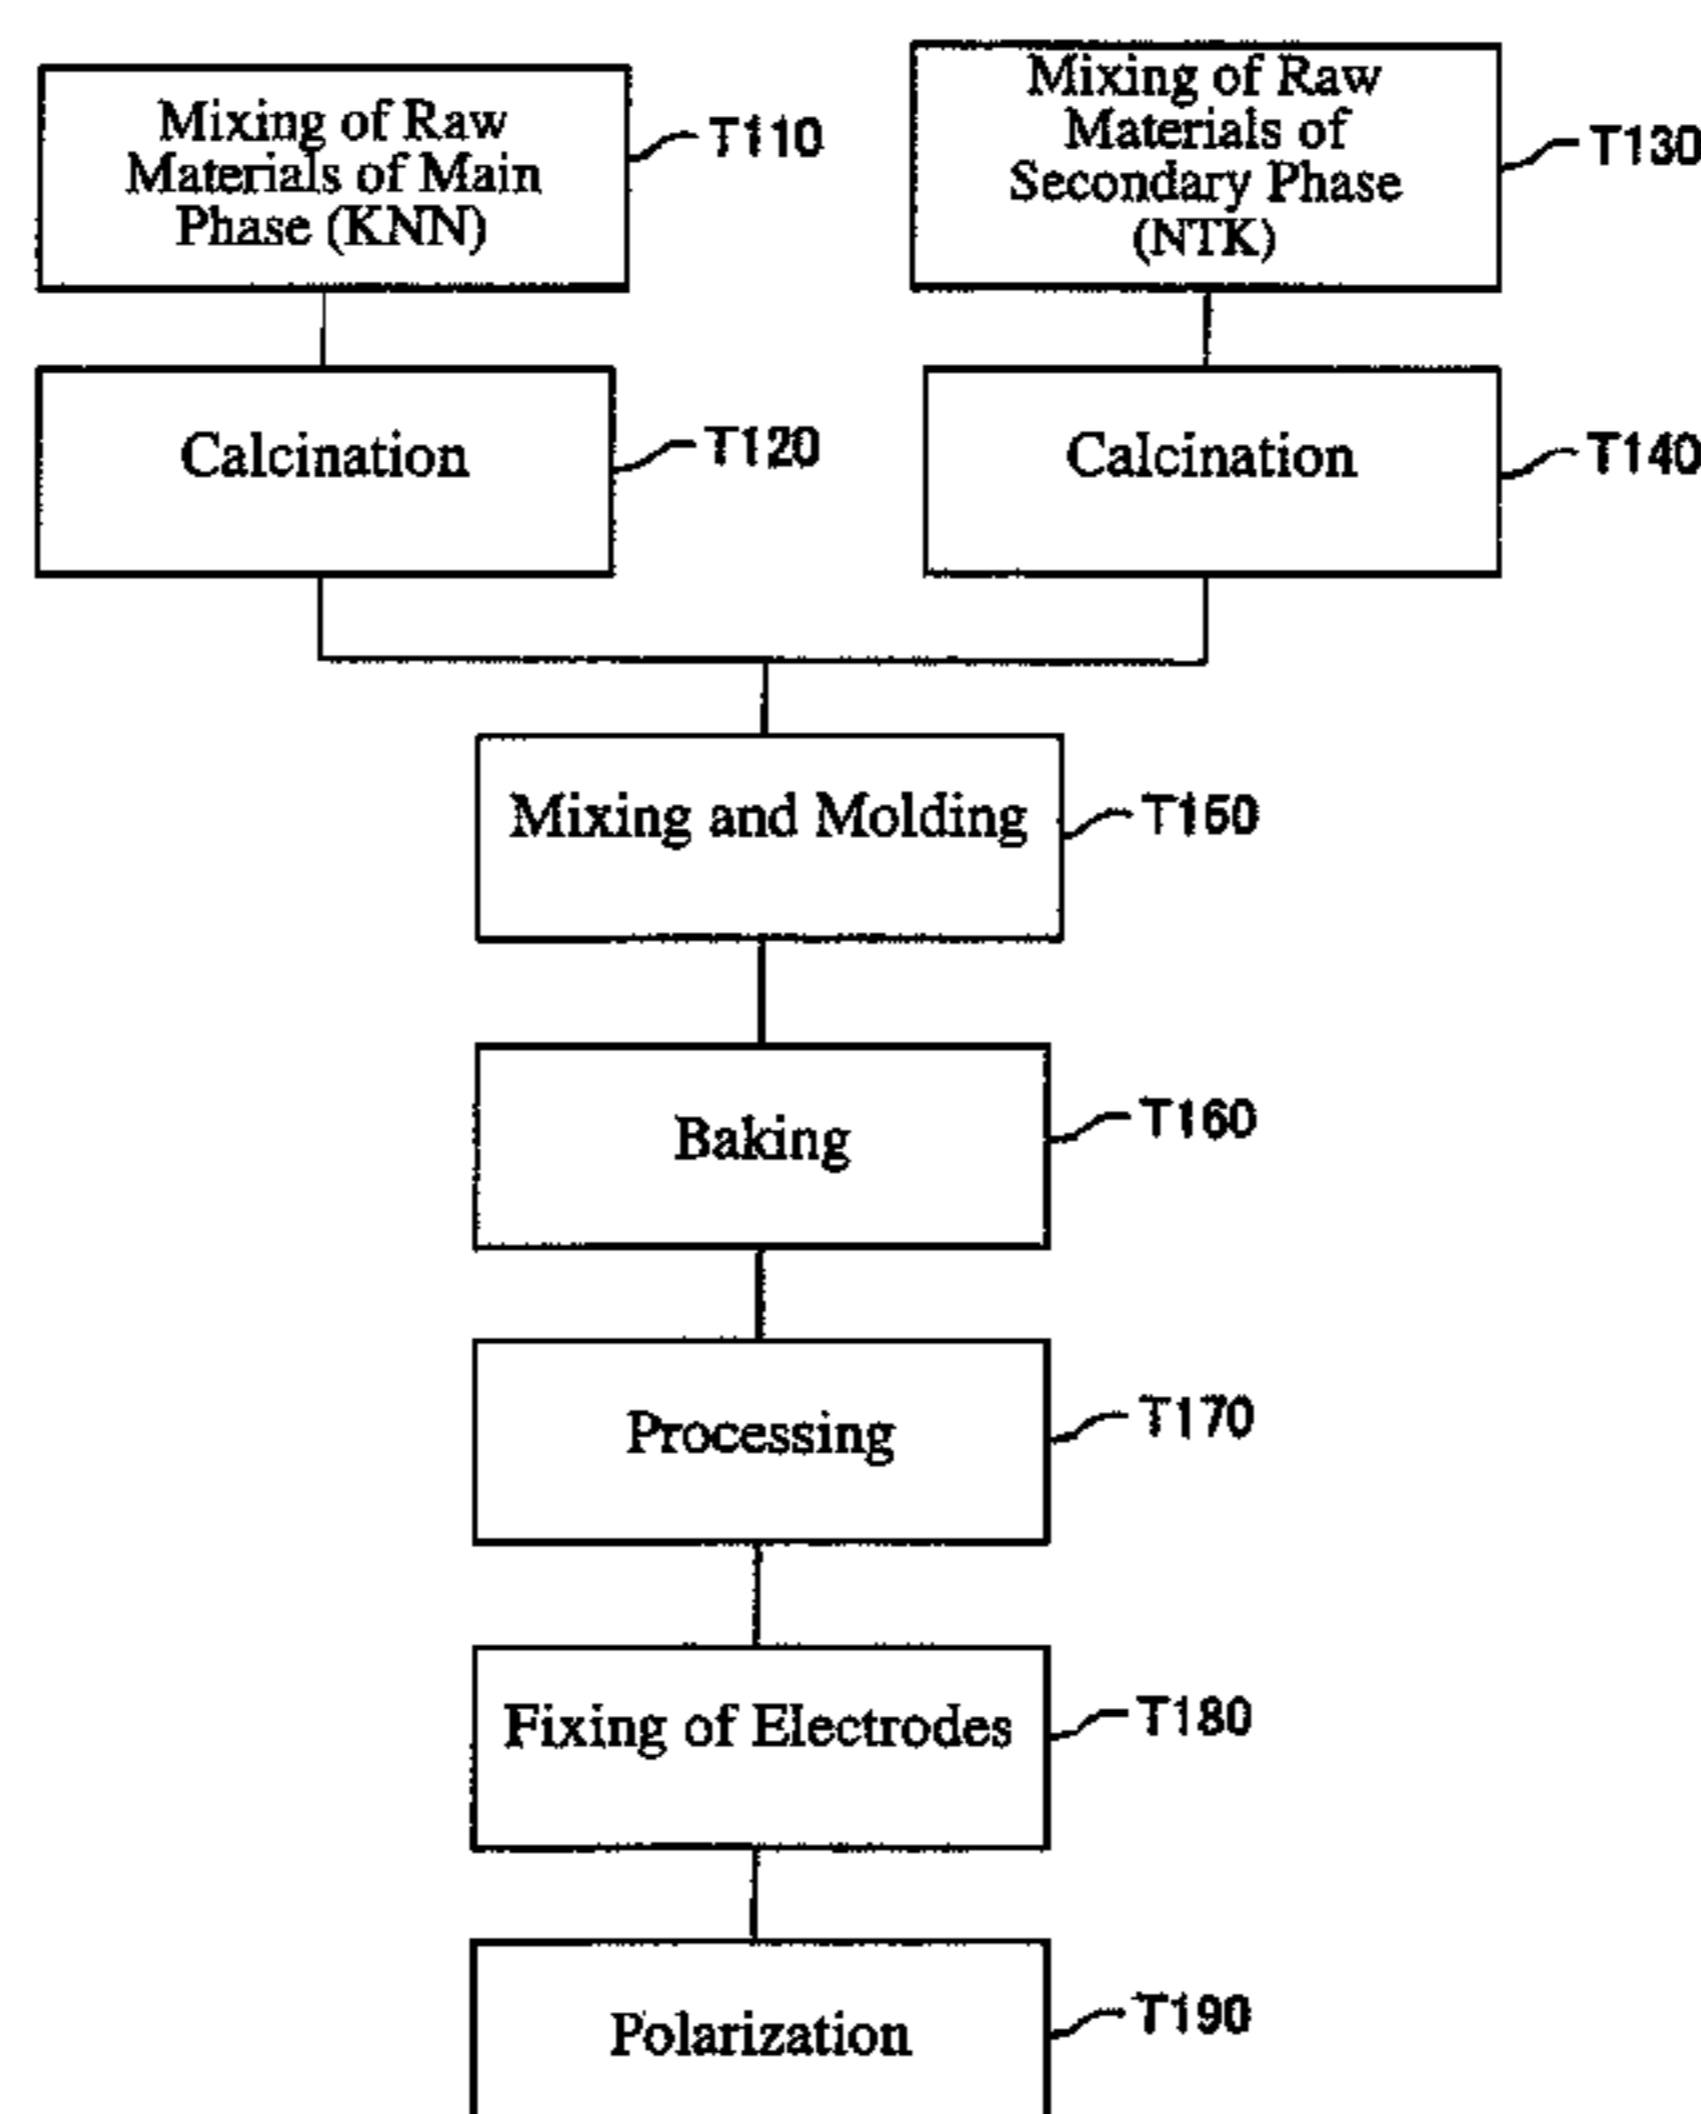 Mixing of Raw
Materials of Main
Phase (KNN)
T110
Mixing of Raw
Materials of
Secondary Phase
(NTK)
T130
Calcination
T120
Calcination
T140
Mixing and Molding
T150
Baking
T160
Processing
T170
Fixing of Electrodes
T180
Polarization
T190